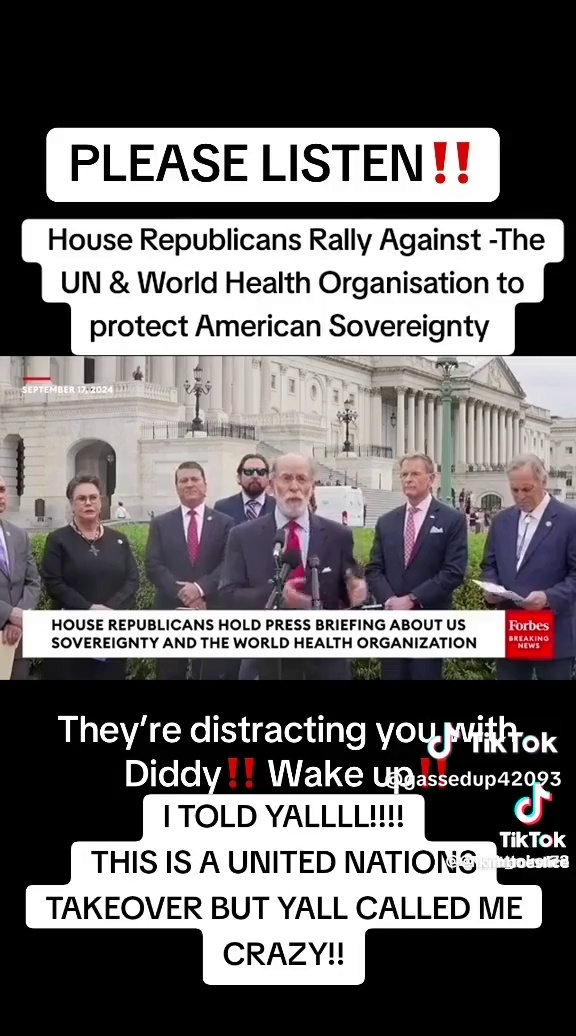 PLEASE LISTEN‼️
House Republicans Rally Against -The
UN & World Health Organisation to
protect American Sovereignty
SEPTEMBER 17, 2024
HOUSE REPUBLICANS HOLD PRESS BRIEFING ABOUT US
SOVEREIGNTY AND THE WORLD HEALTH ORGANIZATION
Forbes
BREAKING
NEWS
They’re distracting you with
Diddy‼️ Wake up‼️
TikTok
@gassedup42093
I TOLD YALLLL!!!!
THIS IS A UNITED NATIONS
TAKEOVER BUT YALL CALLED ME
CRAZY!!
TikTok